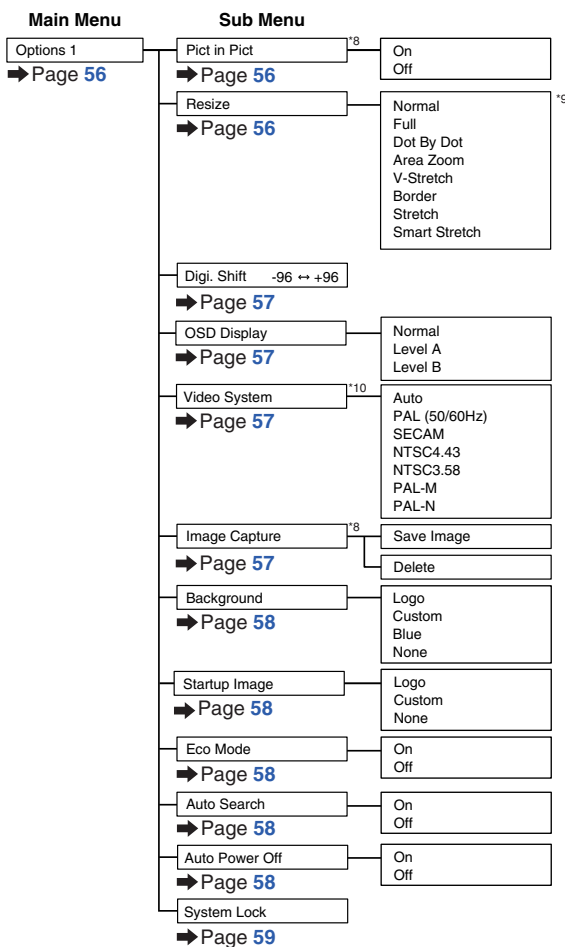 Main Menu
Sub Menu
Options 1
➡Page 56
Pict in Pict
*8
➡Page 56
On
Off
Resize
➡Page 56
Normal
Full
Dot By Dot
Area Zoom
V-Stretch
Border
Stretch
Smart Stretch
*9
Digi. Shift -96 ↔ +96
➡Page 57
OSD Display
➡Page 57
Normal
Level A
Level B
Video System
*10
➡Page 57
Auto
PAL (50/60Hz)
SECAM
NTSC4.43
NTSC3.58
PAL-M
PAL-N
Image Capture
*8
➡Page 57
Save Image
Delete
Background
➡Page 58
Logo
Custom
Blue
None
Startup Image
➡Page 58
Logo
Custom
None
Eco Mode
➡Page 58
On
Off
Auto Search
➡Page 58
On
Off
Auto Power Off
➡Page 58
On
Off
System Lock
➡Page 59